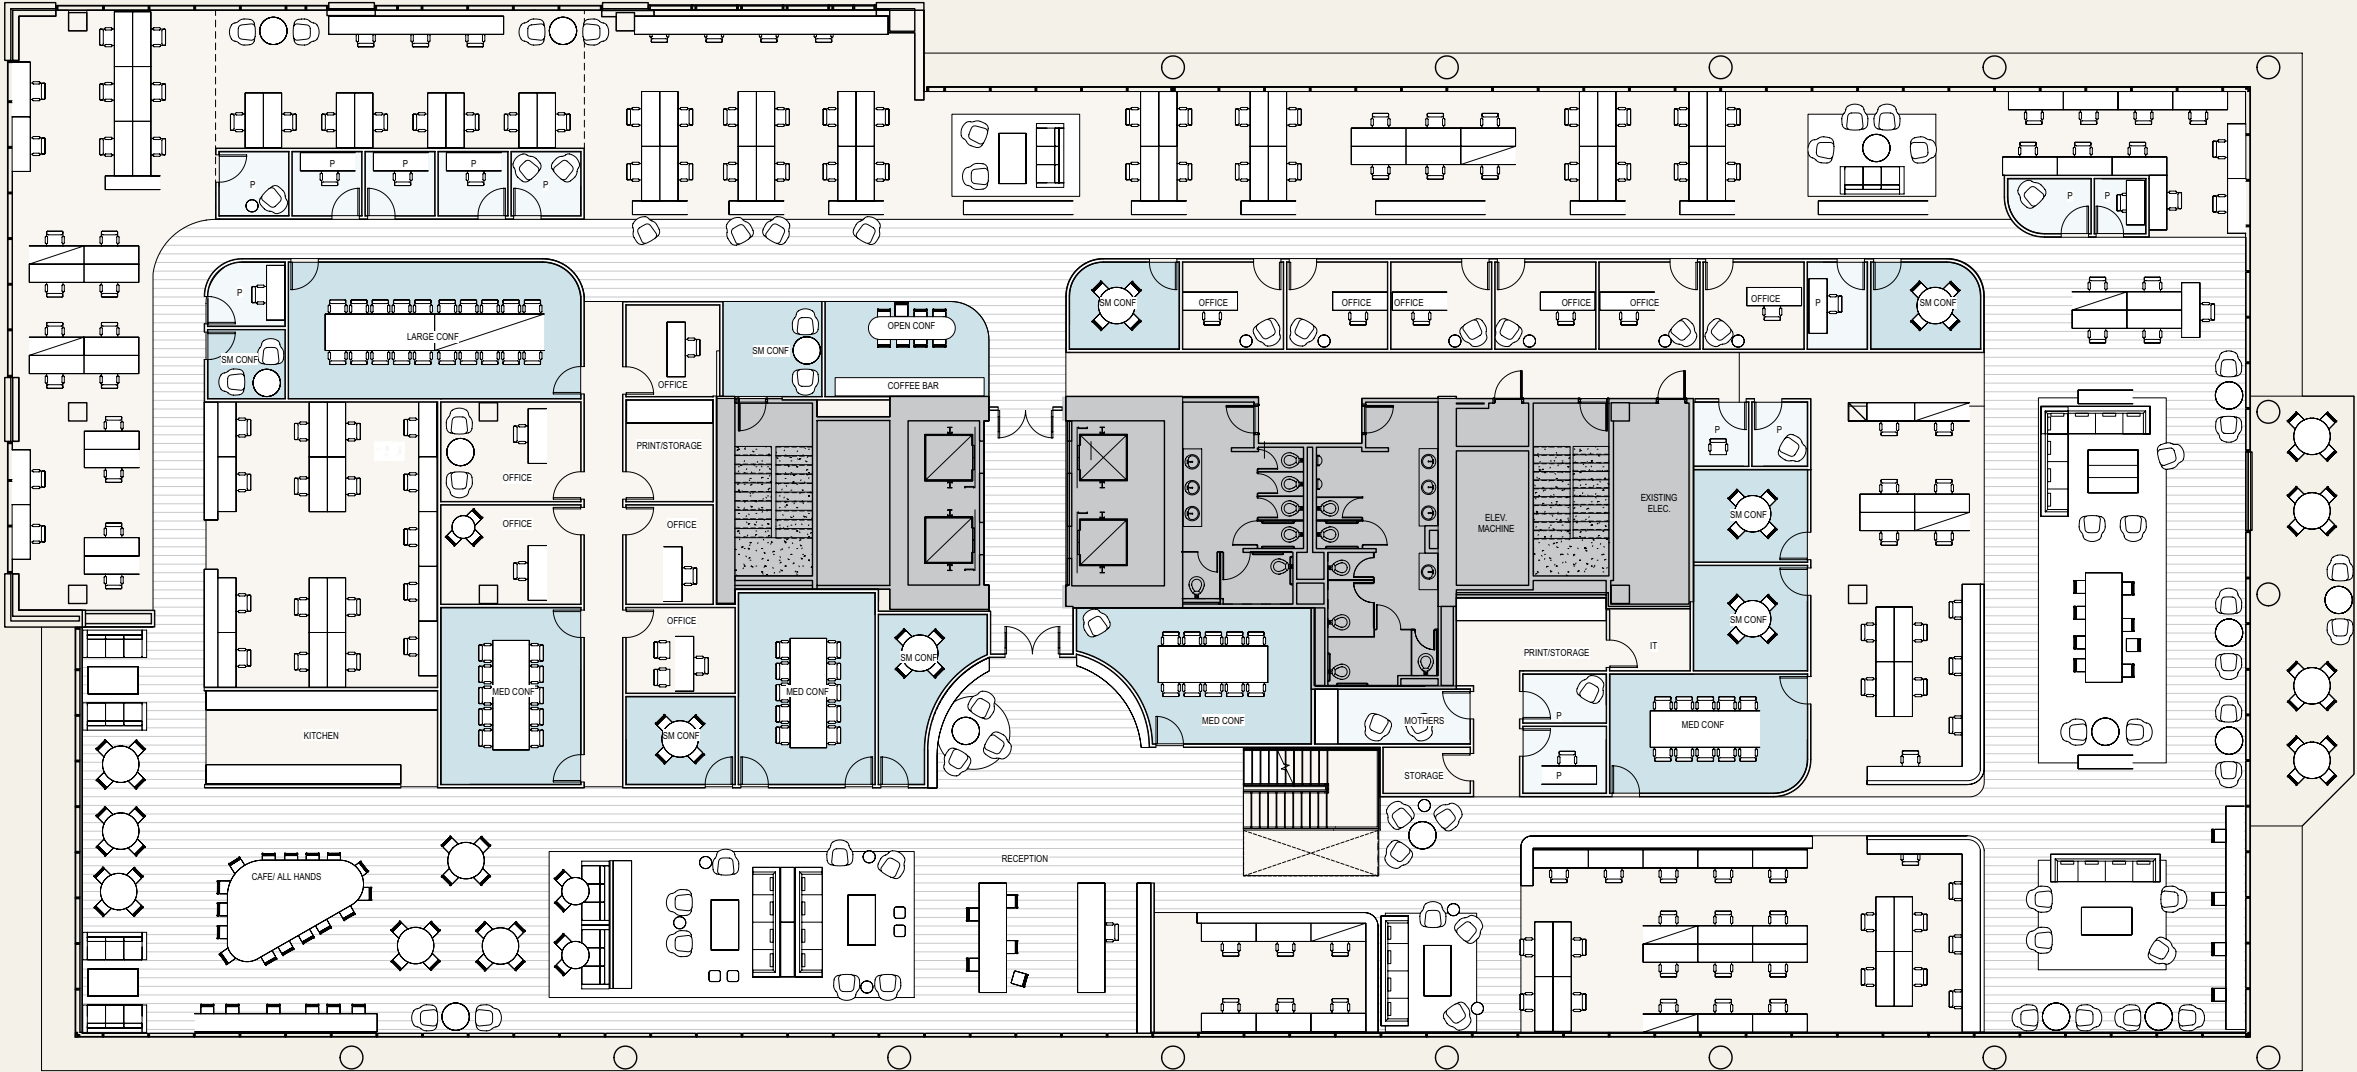 P
P
P
P
P
P
P
SM CONF
OFFICE
OFFICE
OFFICE
OFFICE
OFFICE
OFFICE
P
SM CONF
P
LARGE CONF
SM CONF
OFFICE
SM CONF
OPEN CONF
COFFEE BAR
PRINT/STORAGE
OFFICE
OFFICE
OFFICE
OFFICE
P
P
SM CONF
ELEV.
MACHINE
EXISTING
ELEC.
SM CONF
PRINT/STORAGE
IT
MED CONF
MED CONF
SM CONF
SM CONF
MED CONF
MOTHERS
P
MED CONF
KITCHEN
STORAGE
P
RECEPTION
CAFE/ ALL HANDS